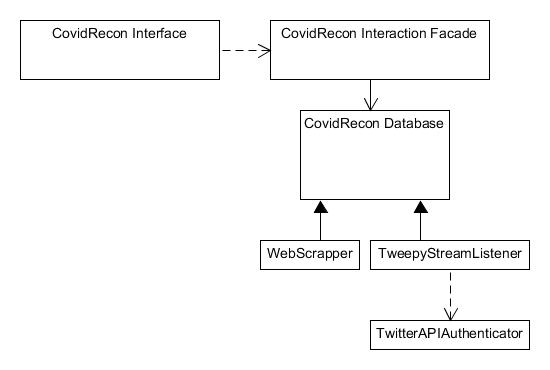 CovidRecon Interface
CovidRecon Interaction Facade
CovidRecon Database
WebScrapper
TweepyStreamListener
TwitterAPIAuthenticator